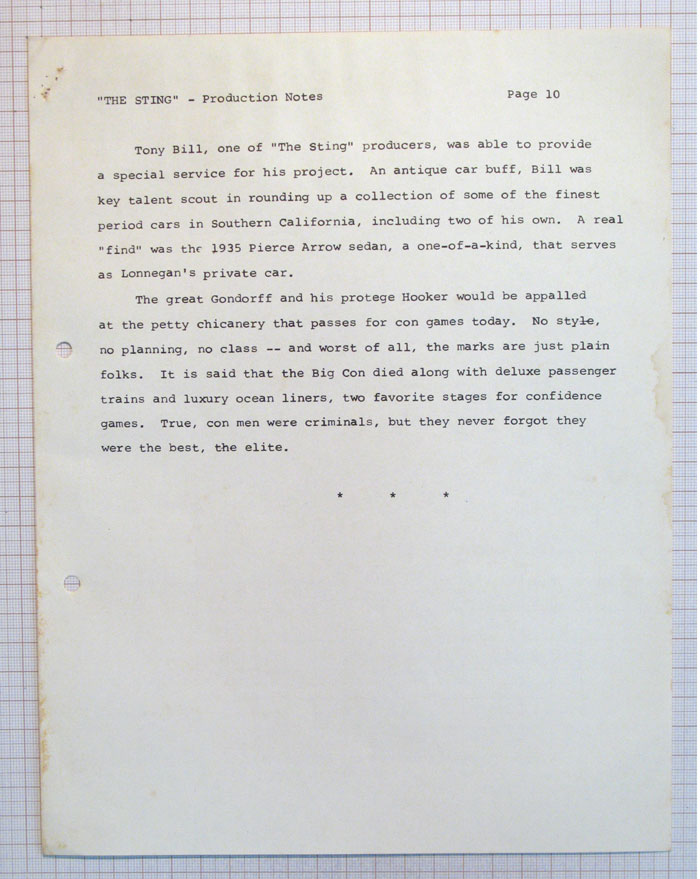 "THE STING" - Production Notes Page 10
Tony Bill, one of "The Sting" producers, was able to provide
a special service for his project. An antique car buff, Bill was
key talent scout in rounding up a collection of some of the finest
period cars in Southern California, including two of his own. A real
"find" was the 1935 Pierce Arrow sedan, a one-of-a-kind, that serves
as Lonnegan's private car.
The great Gondorff and his protege Hooker would be appalled
at the petty chicanery that passes for con games today. No style,
no planning, no class -- and worst of all, the marks are just plain
folks. It is said that the Big Con died along with deluxe passenger
trains and luxury ocean liners, two favorite stages for confidence
games. True, con men were criminals, but they never forgot they
were the best, the elite.
* * *